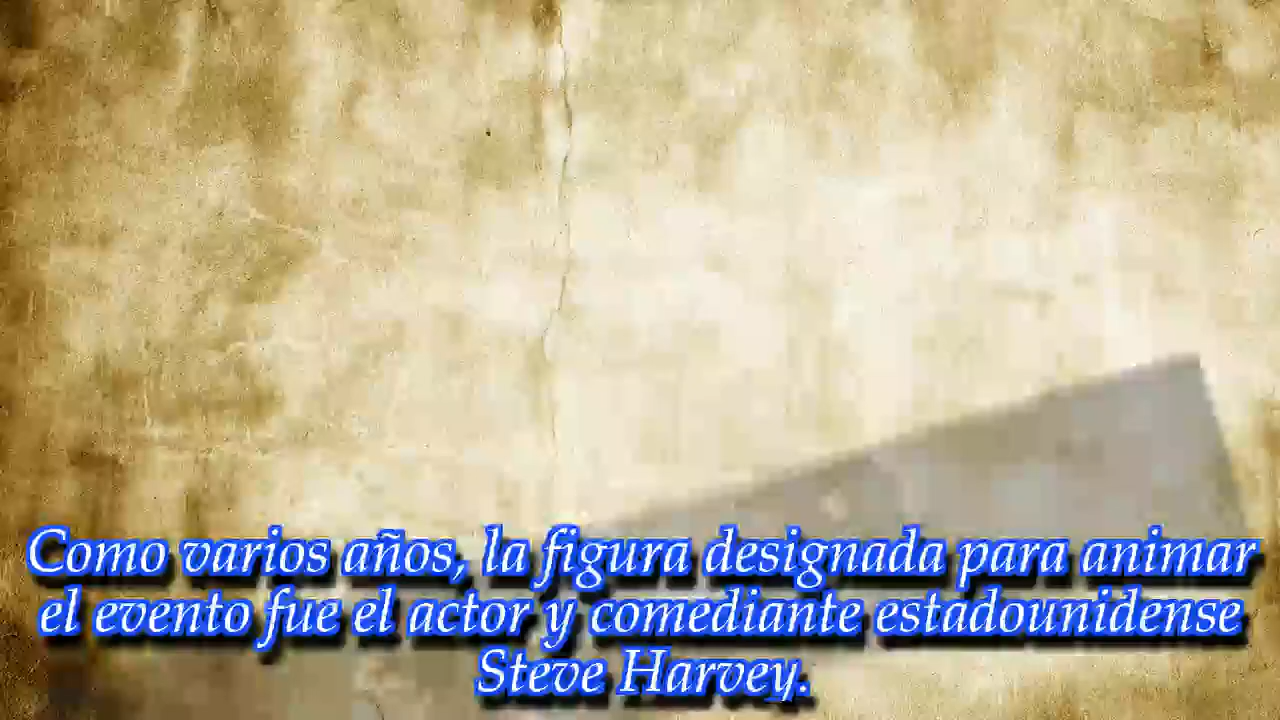 Como varios años, la figura designada para animar
el evento fue el actor y comediante estadounidense
Steve Harvey.